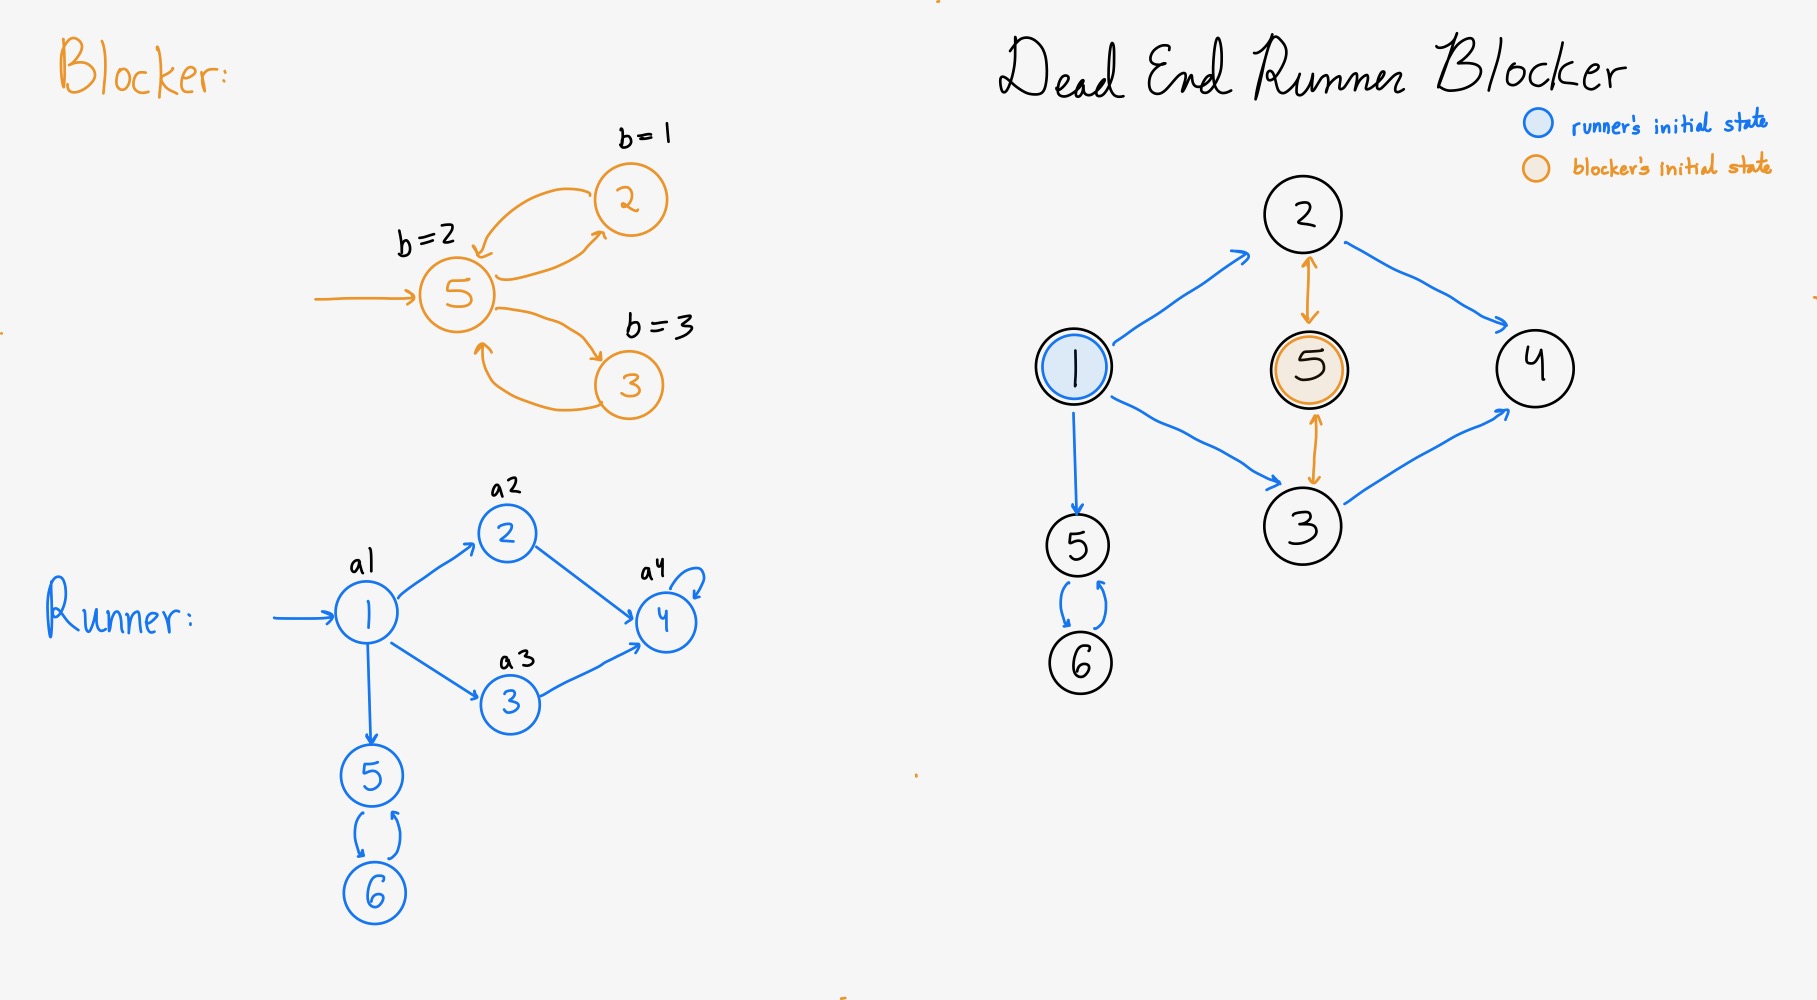 Blocker:
b=1
2
b=2
5
b=3
3
Runner:
a1
1
a2
2
a3
3
a4
4
5
6
Dead End Runner Blocker
runner's initial state
blocker's initial state
2
1
5
4
3
5
6